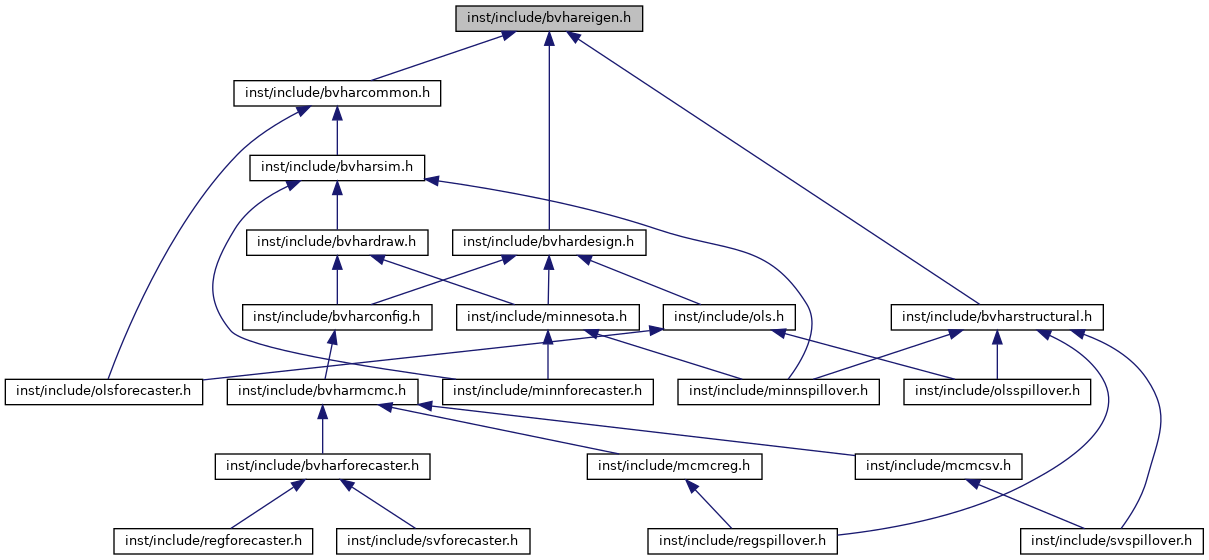 inst/include/bvhareigen.h
inst/include/bvharcommon.h
inst/include/bvharsim.h
inst/include/bvhardraw.h
inst/include/bvhardesign.h
inst/include/bvharconfig.h
inst/include/minnesota.h
inst/include/ols.h
inst/include/bvharstructural.h
inst/include/olsforecaster.h
inst/include/bvharmcmc.h
inst/include/minnforecaster.h
inst/include/minnspillover.h
inst/include/olsspillover.h
inst/include/bvharforecaster.h
inst/include/mcmcreg.h
inst/include/mcmcsv.h
inst/include/regforecaster.h
inst/include/svforecaster.h
inst/include/regspillover.h
inst/include/svspillover.h